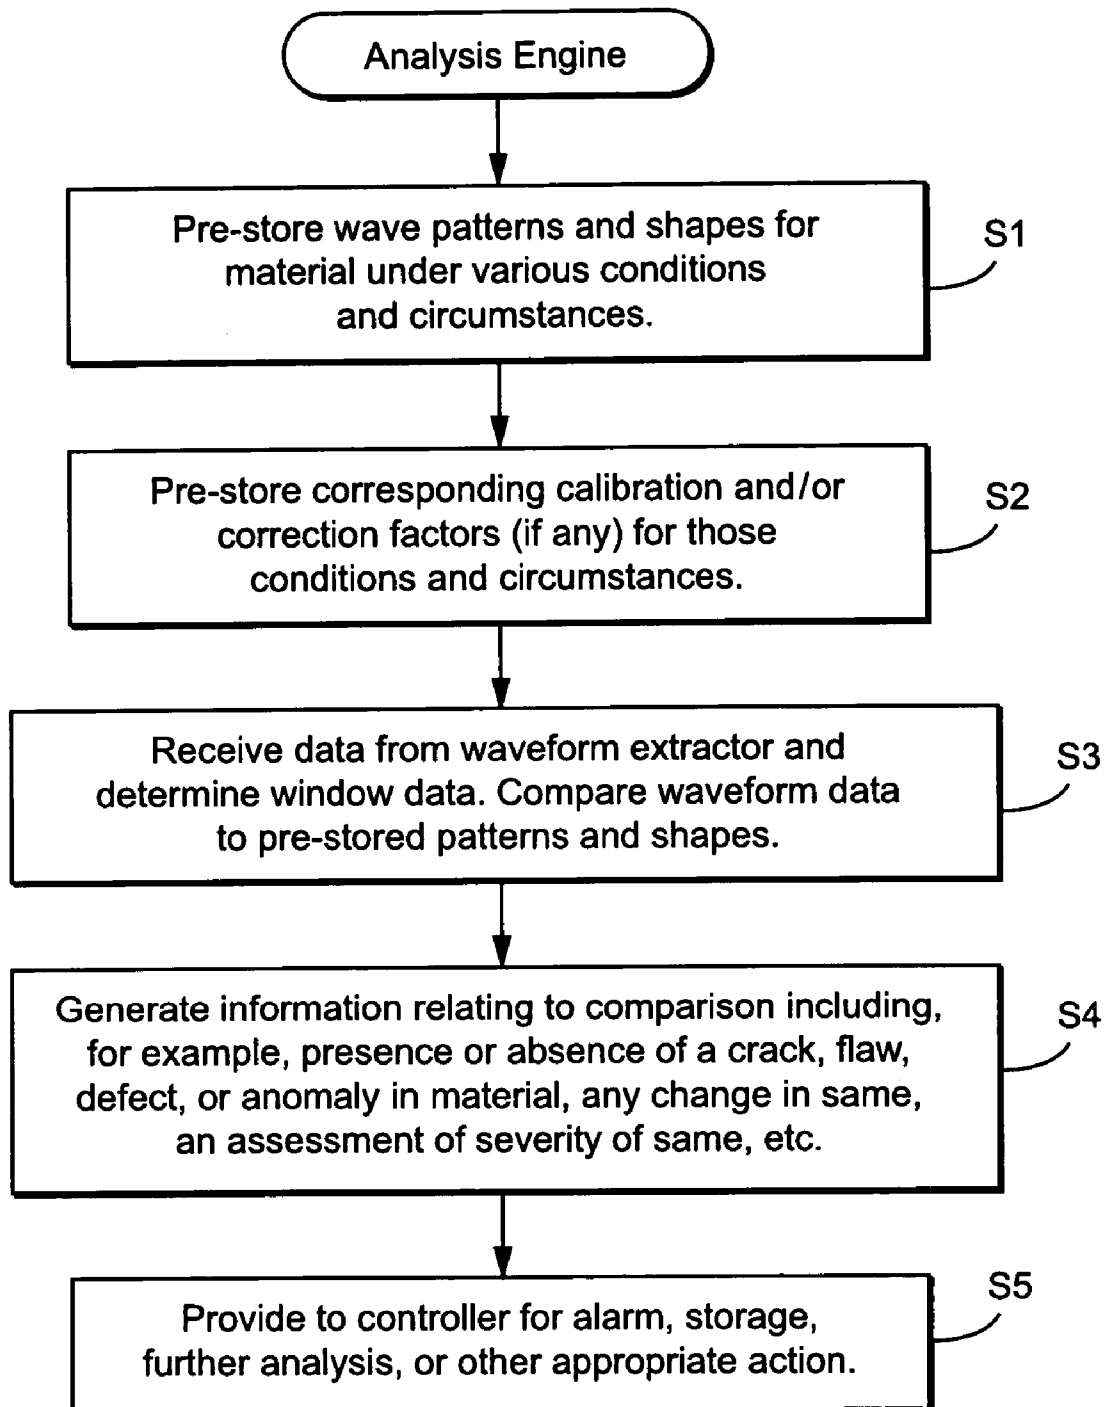 Analysis Engine
Pre-store wave patterns and shapes for
material under various conditions
and circumstances.
S1
Pre-store corresponding calibration and/or
correction factors (if any) for those
conditions and circumstances.
S2
Receive data from waveform extractor and
determine window data. Compare waveform data
to pre-stored patterns and shapes.
S3
Generate information relating to comparison including,
for example, presence or absence of a crack, flaw,
defect, or anomaly in material, any change in same,
an assessment of severity of same, etc.
S4
Provide to controller for alarm, storage,
further analysis, or other appropriate action.
S5